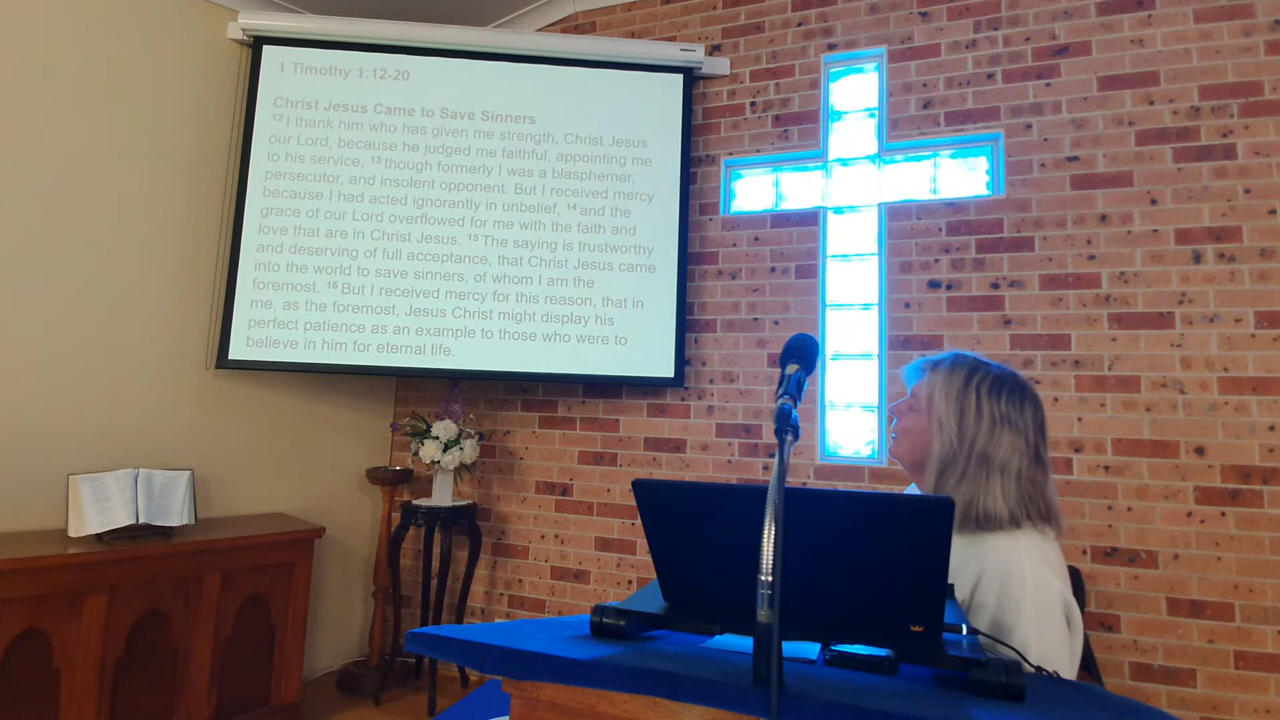 1 Timothy 1:12-20
Christ Jesus Came to Save Sinners
12 I thank him who has given me strength, Christ Jesus
our Lord, because he judged me faithful, appointing me
to his service, 13 though formerly I was a blasphemer,
persecutor, and insolent opponent. But I received mercy
because I had acted ignorantly in unbelief, 14 and the
grace of our Lord overflowed for me with the faith and
love that are in Christ Jesus. 15 The saying is trustworthy
and deserving of full acceptance, that Christ Jesus came
into the world to save sinners, of whom I am the
foremost. 16 But I received mercy for this reason, that in
me, as the foremost, Jesus Christ might display his
perfect patience as an example to those who were to
believe in him for eternal life.